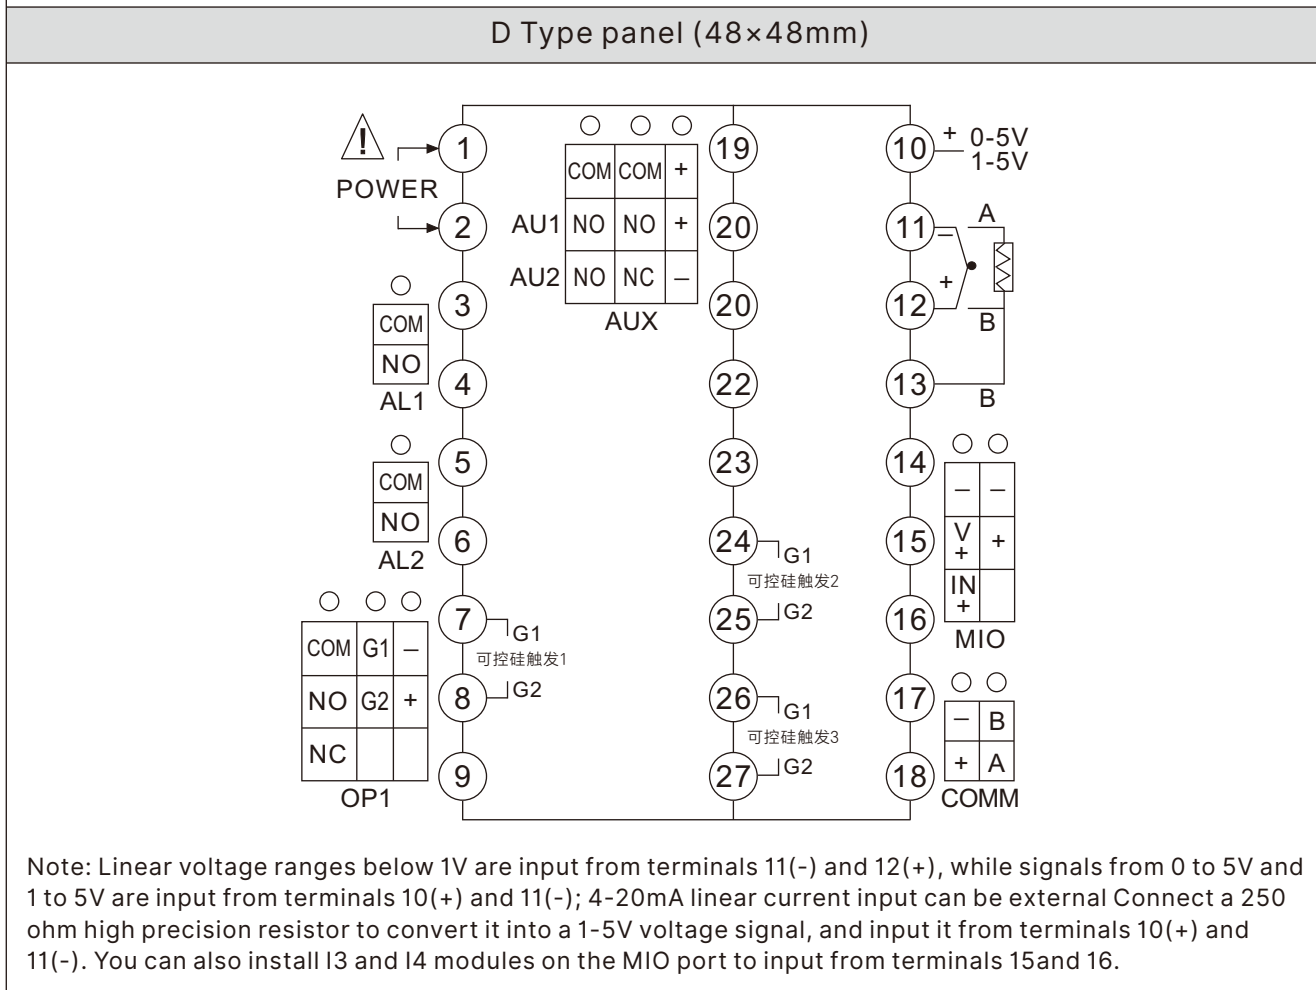 D Type panel (48×48mm)
POWER
1
2
3
4
5
6
7
8
9
COM
NO
AL1
COM
NO
AL2
COM G1 −
NO G2 +
NC
OP1
G1
可控硅触发1
G2
COM COM +
AU1 NO NO +
AU2 NO NC −
AUX
19
20
20
22
23
24
25
26
27
G1
可控硅触发2
G2
G1
可控硅触发3
G2
10
11
12
13
14
15
16
17
18
+ 0-5V
1-5V
A
−
+
B
B
− −
V+ +
IN+
MIO
− B
+ A
COMM
Note: Linear voltage ranges below 1V are input from terminals 11(-) and 12(+), while signals from 0 to 5V and
1 to 5V are input from terminals 10(+) and 11(-); 4-20mA linear current input can be external Connect a 250
ohm high precision resistor to convert it into a 1-5V voltage signal, and input it from terminals 10(+) and
11(-). You can also install I3 and I4 modules on the MIO port to input from terminals 15and 16.